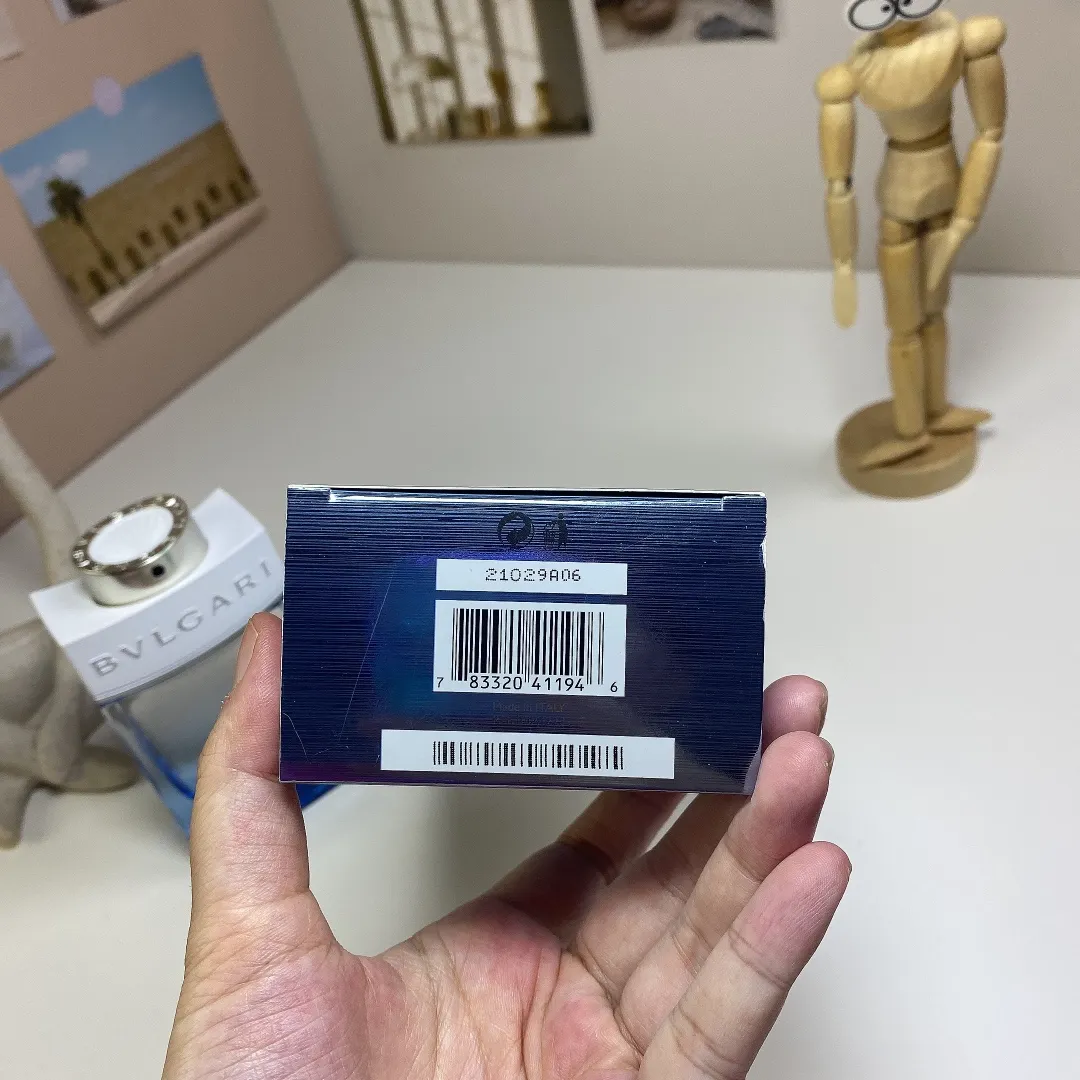 BVLGARI
21029A06
7 83320 41194 6
Made in ITALY